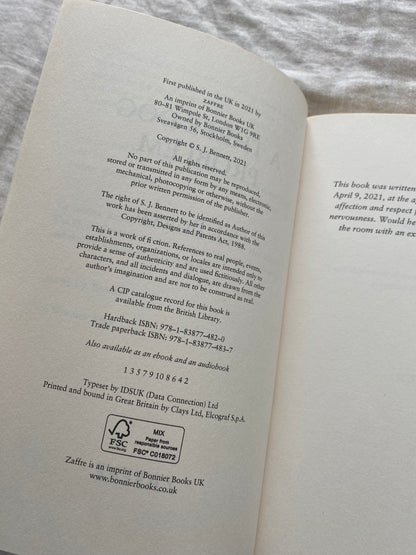 First published in the UK in 2021 by
ZAFFRE
An imprint of Bonnier Books UK
80–81 Wimpole St, London W1G 9RE
Owned by Bonnier Books
Sveavägen 56, Stockholm, Sweden
Copyright © S. J. Bennett, 2021
All rights reserved.
No part of this publication may be reproduced,
stored or transmitted in any form by any means, electronic,
mechanical, photocopying or otherwise, without the
prior written permission of the publisher.
The right of S. J. Bennett to be identified as Author of this
work has been asserted by her in accordance with the
Copyright, Designs and Patents Act, 1988.
This is a work of fiction. References to real people, events,
establishments, organizations, or locales are intended only to
provide a sense of authenticity and are used fictitiously. All other
characters, and all incidents and dialogue, are drawn from the
author's imagination and are not to be construed as real.
A CIP catalogue record for this book is
available from the British Library.
Hardback ISBN: 978–1–83877–482–0
Trade paperback ISBN: 978–1–83877–483–7
Also available as an ebook and an audiobook
1 3 5 7 9 10 8 6 4 2
Typeset by IDSUK (Data Connection) Ltd
Printed and bound in Great Britain by Clays Ltd, Elcograf S.p.A.
FSC
www.fsc.org
MIX
Paper from
responsible sources
FSC® C018072
Zaffre is an imprint of Bonnier Books UK
www.bonnierbooks.co.uk
This book was written
April 9, 2021, at the a
affection and respect
nervousness. Would he
the room with an ex